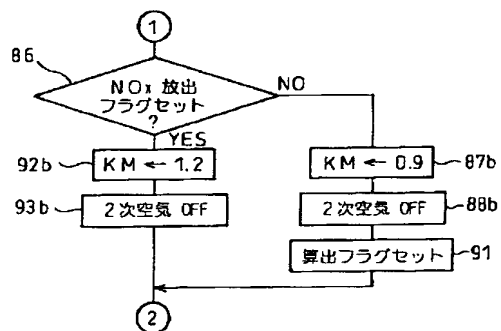 1
86
NOx 放出
フラグセット
?
NO
YES
92b
KM ← 1.2
KM ← 0.9
87b
93b
2次空気 OFF
2次空気 OFF
88b
算出フラグセット
91
2